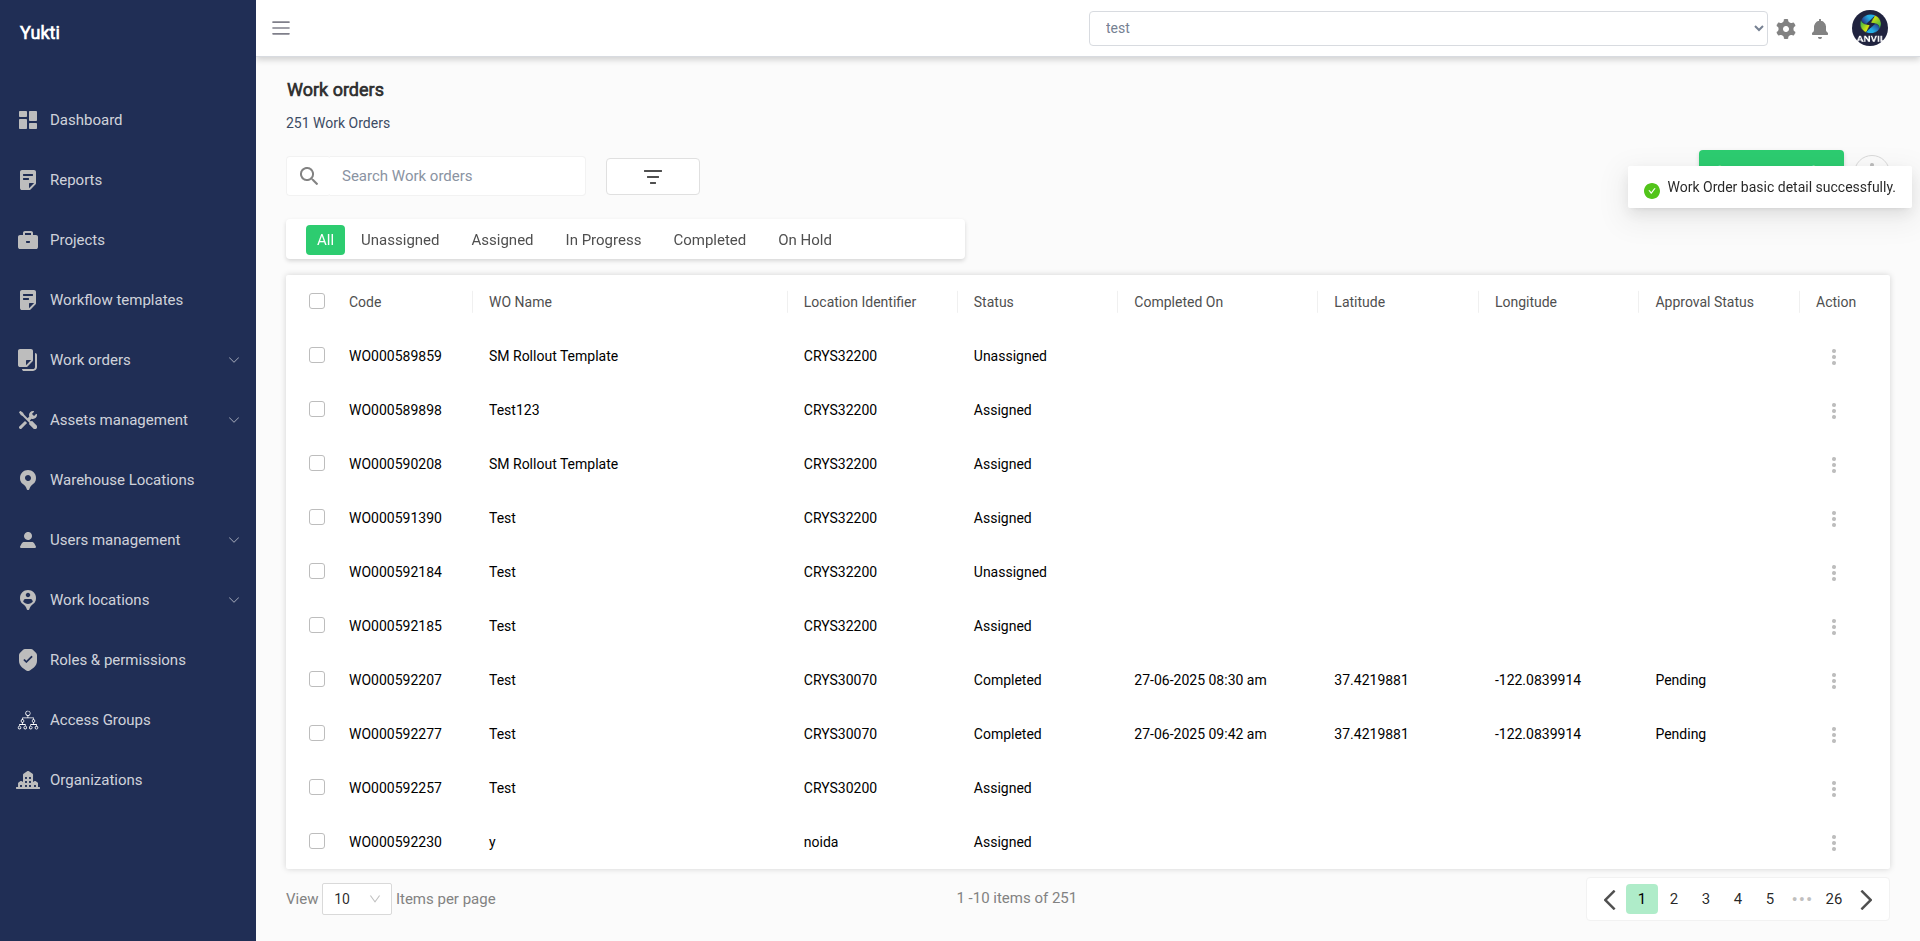 Yukti
test
ANVI
Dashboard
Reports
Projects
Workflow templates
Work orders
Assets management
Warehouse Locations
Users management
Work locations
Roles & permissions
Access Groups
Organizations
Work orders
251 Work Orders
Search Work orders
Work Order basic detail successfully.
All Unassigned Assigned In Progress Completed On Hold
Code WO Name Location Identifier Status Completed On Latitude Longitude Approval Status Action
WO000589859 SM Rollout Template CRYS32200 Unassigned
WO000589898 Test123 CRYS32200 Assigned
WO000590208 SM Rollout Template CRYS32200 Assigned
WO000591390 Test CRYS32200 Assigned
WO000592184 Test CRYS32200 Unassigned
WO000592185 Test CRYS32200 Assigned
WO000592207 Test CRYS30070 Completed 27-06-2025 08:30 am 37.4219881 -122.0839914 Pending
WO000592277 Test CRYS30070 Completed 27-06-2025 09:42 am 37.4219881 -122.0839914 Pending
WO000592257 Test CRYS30200 Assigned
WO000592230 y noida Assigned
View 10 Items per page 1 -10 items of 251 1 2 3 4 5 ••• 26